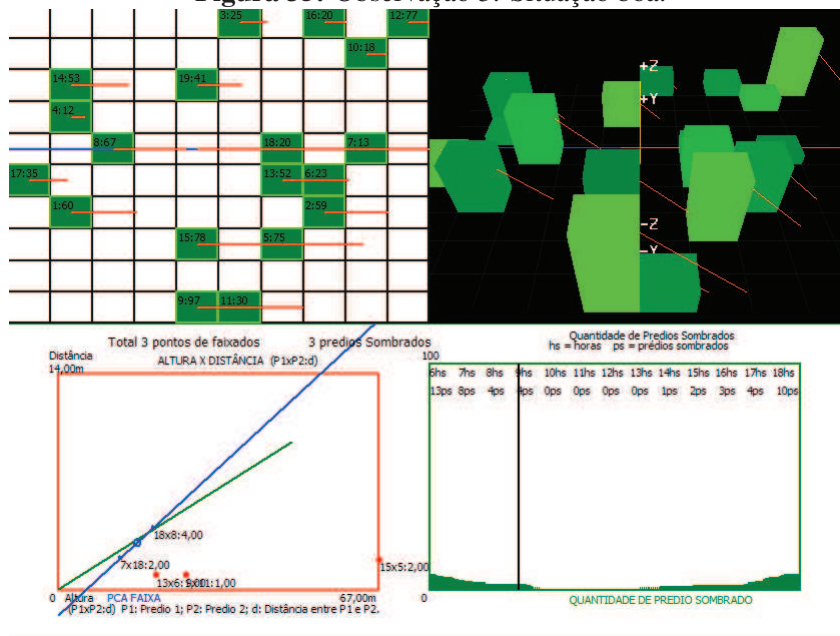 Observação Situação boa.
3:25 16:20 12:77
10:18
14:53 19:41
4:12
8:67 18:20 7:13
17:35 13:52 6:23
1:60 2:59
15:78 5:75
9:97 11:30
+Z
+Y
-Z
-Y
Total 3 pontos de faixados 3 predios Sombrados
Distância
14,00m
ALTURA X DISTÂNCIA (P1xP2:d)
18x8:4,00
7x18:2,00
15x5:2,00
0 Altura PCA FAIXA 67,00m
(P1xP2:d) P1: Predio 1; P2: Predio 2; d: Distância entre P1 e P2.
Quantidade de Predios Sombrados
hs = horas ps = prédios sombrados
100
6hs 7hs 8hs 9hs 10hs 11hs 12hs 13hs 14hs 15hs 16hs 17hs 18hs
13ps 8ps 4ps 4ps 0ps 0ps 0ps 0ps 1ps 2ps 3ps 4ps 10ps
0
QUANTIDADE DE PREDIO SOMBRADO